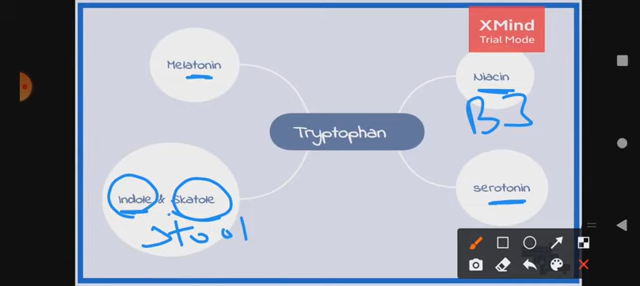 XMind
Trial Mode
Melatonin
Niacin
B3
Tryptophan
Indole & Skatole
stool
serotonin